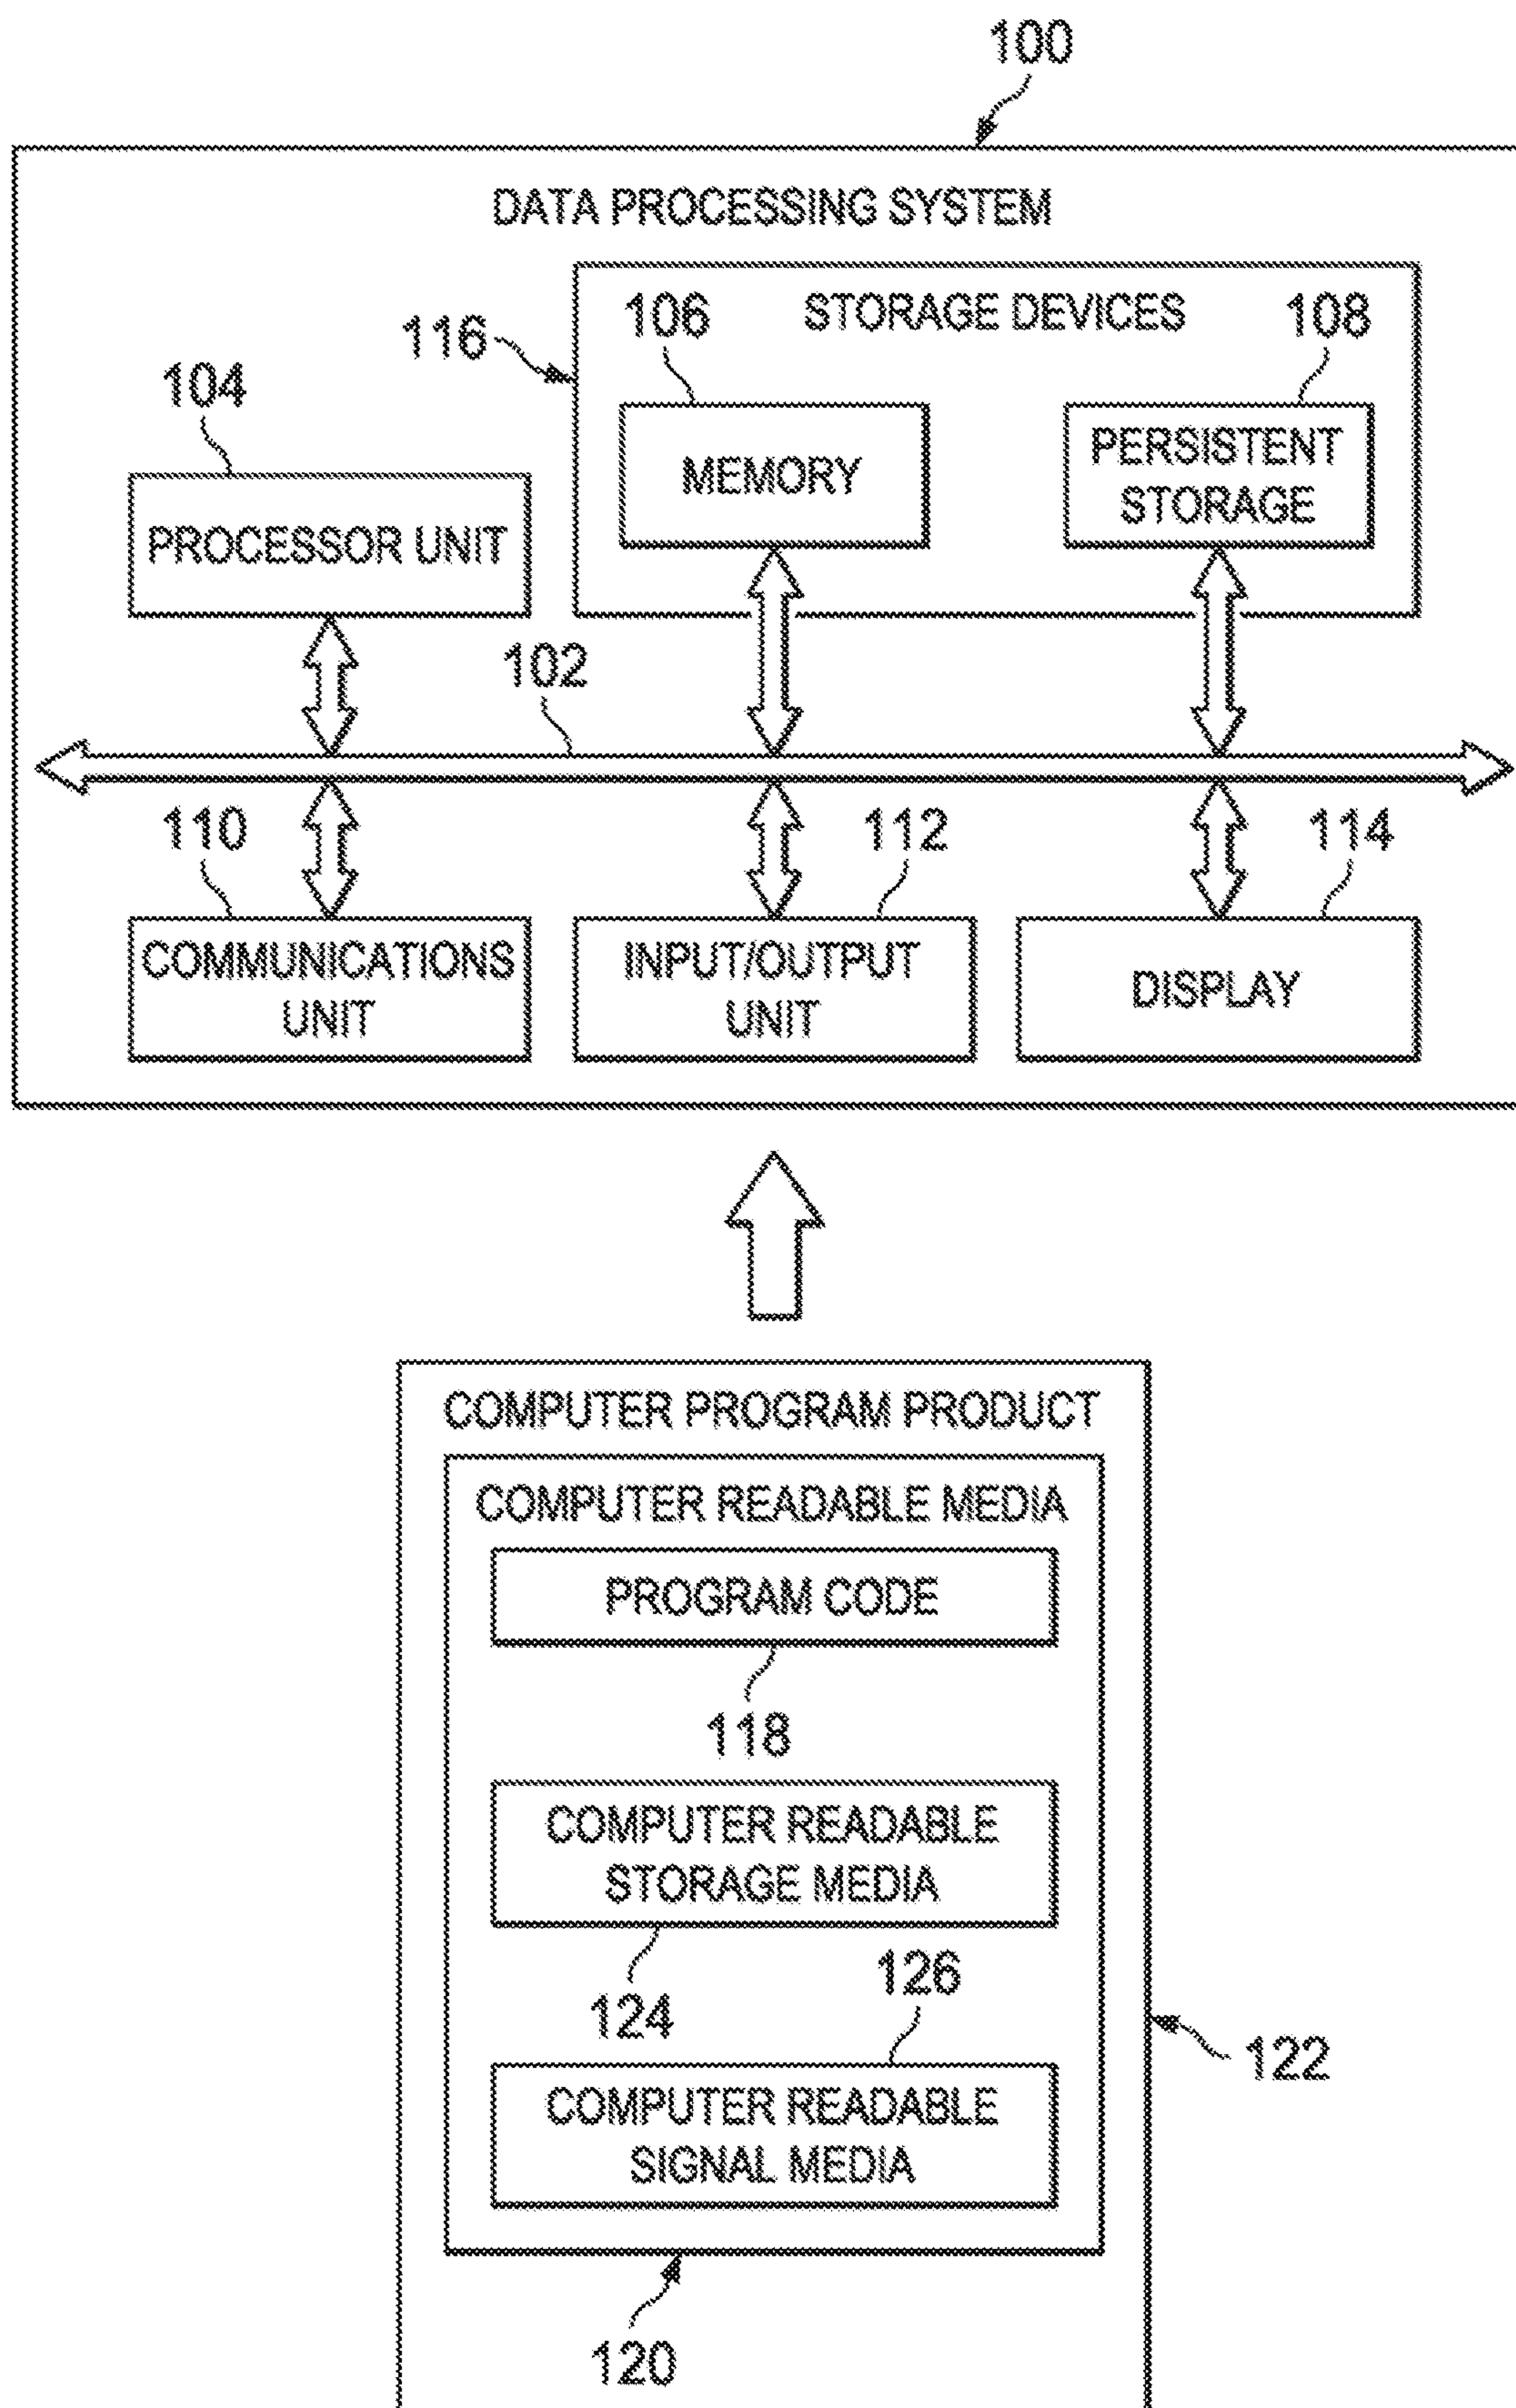 100
DATA PROCESSING SYSTEM
116
106
STORAGE DEVICES
108
104
MEMORY
PERSISTENT
STORAGE
PROCESSOR UNIT
102
110
112
114
COMMUNICATIONS
UNIT
INPUT/OUTPUT
UNIT
DISPLAY
COMPUTER PROGRAM PRODUCT
COMPUTER READABLE MEDIA
PROGRAM CODE
118
COMPUTER READABLE
STORAGE MEDIA
124
126
COMPUTER READABLE
SIGNAL MEDIA
122
120